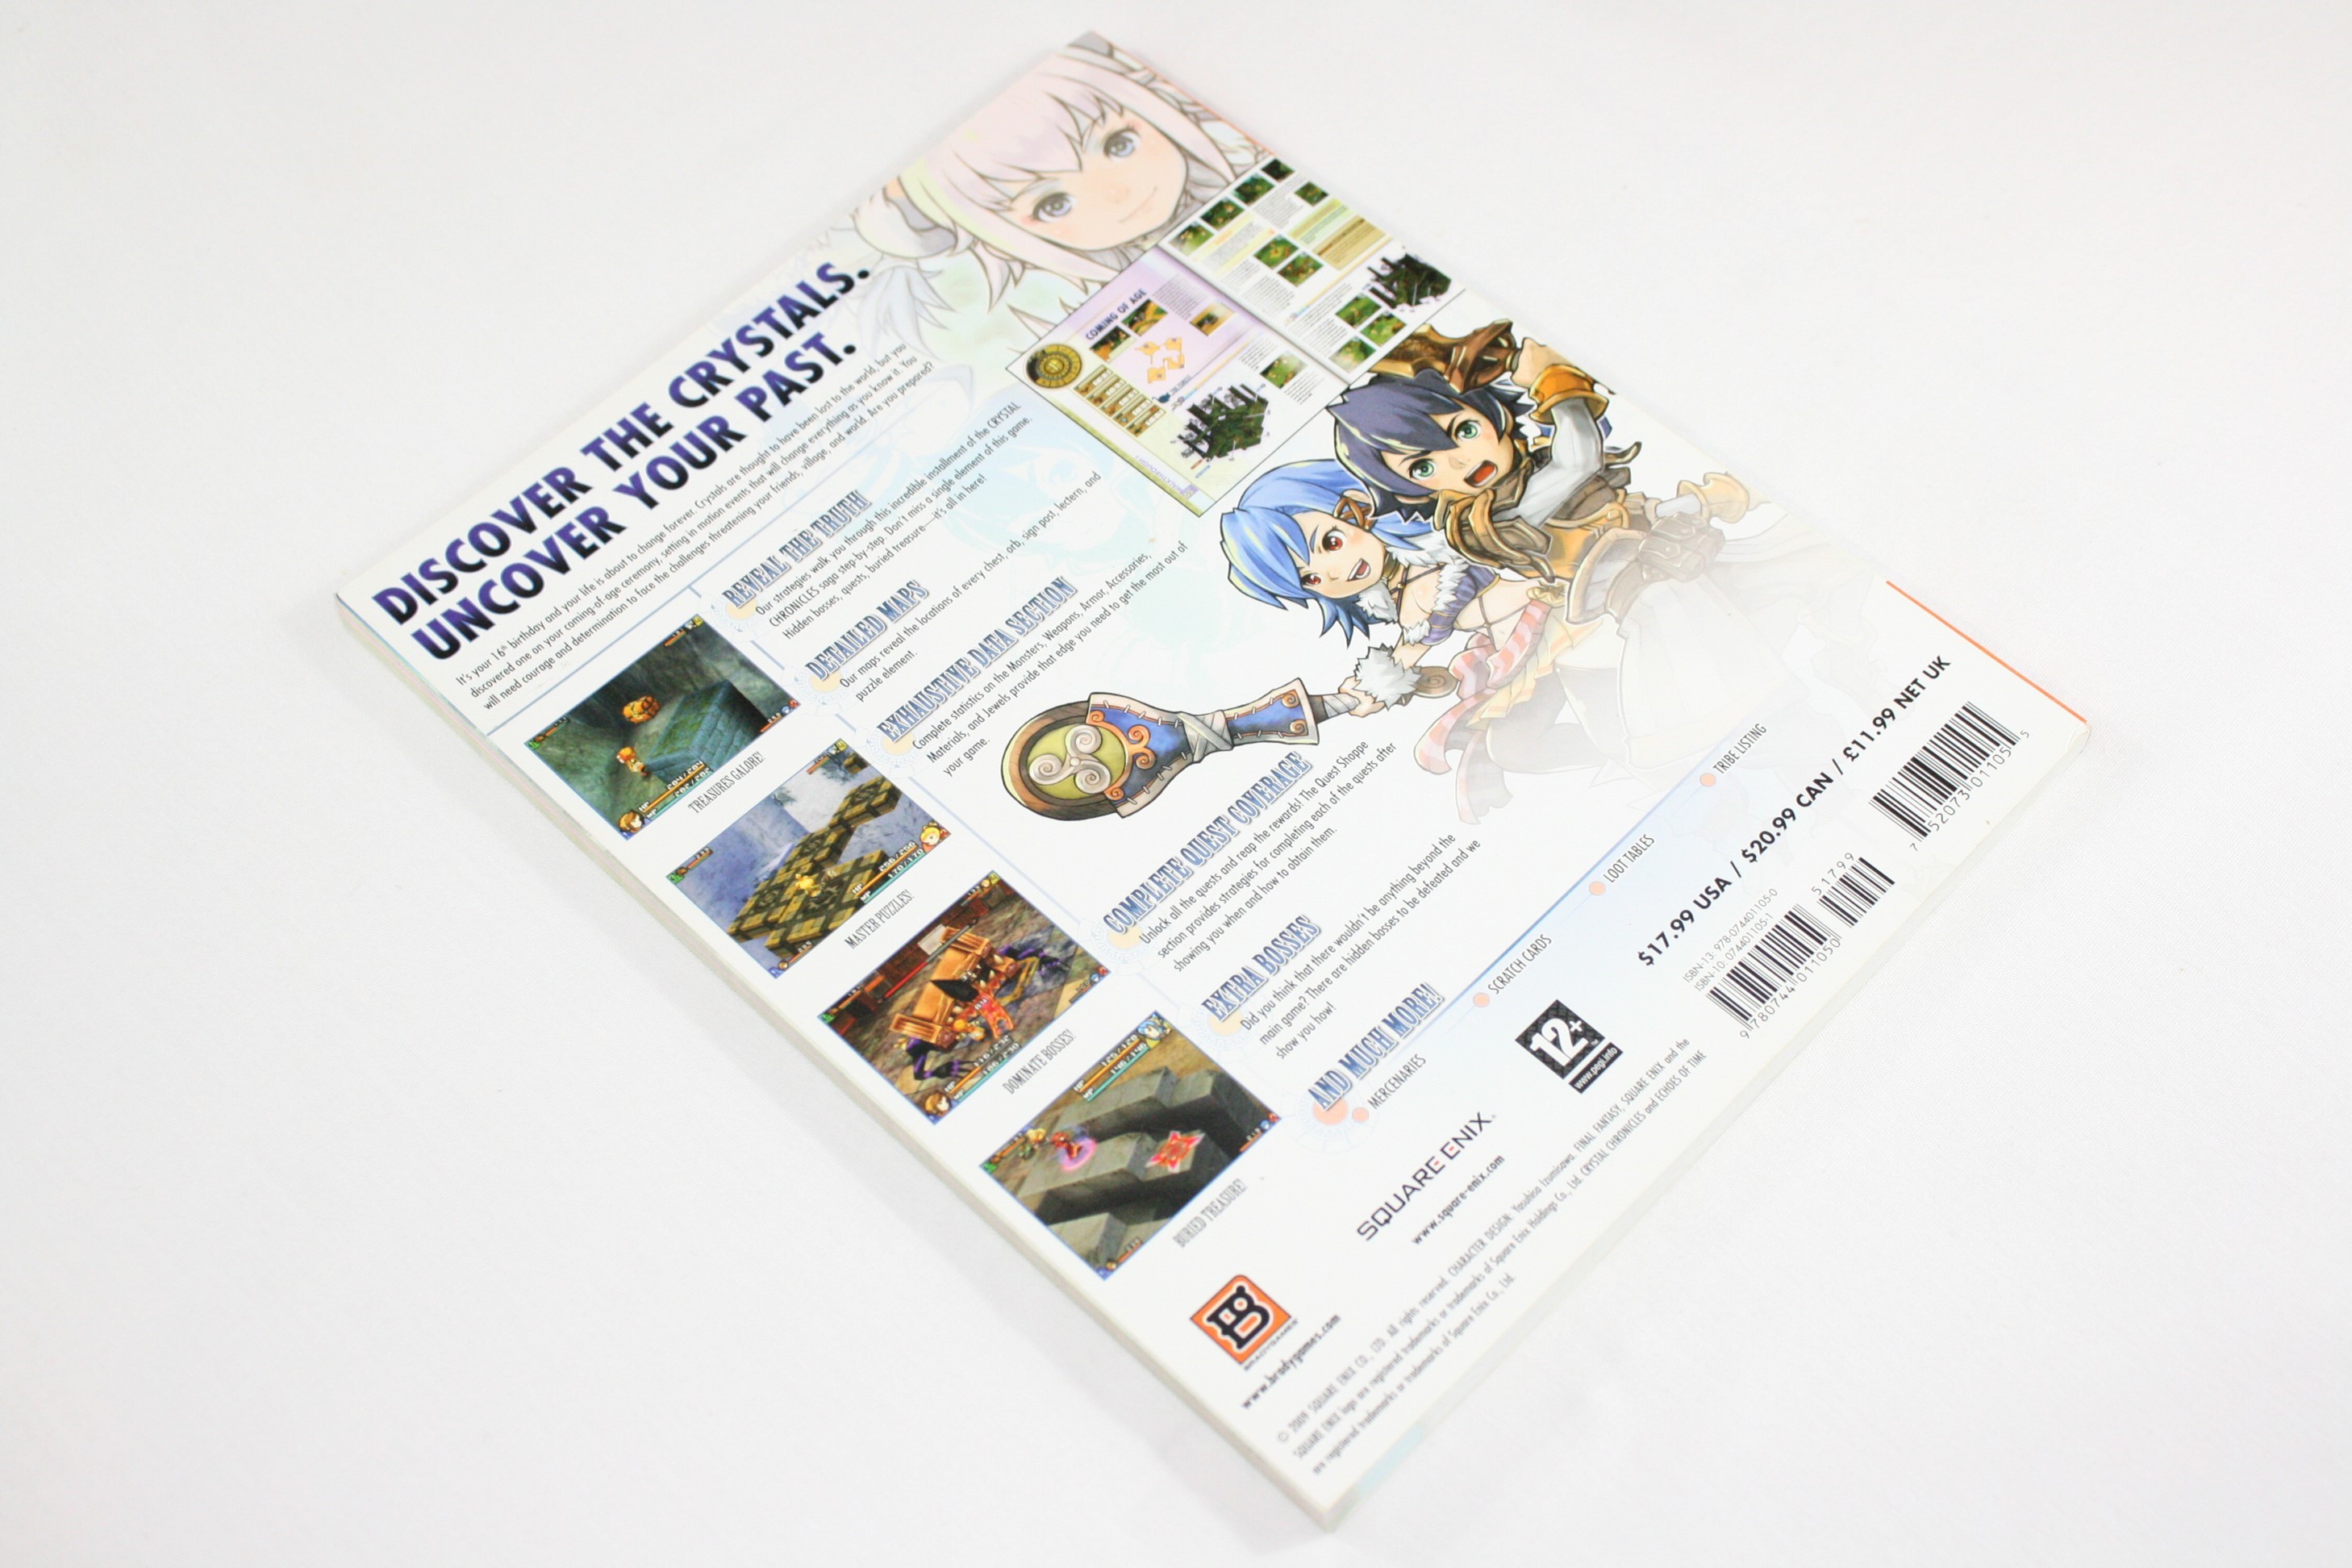 DISCOVER THE CRYSTALS.
UNCOVER YOUR PAST.
It's your 16th birthday and your life is about to change forever. Crystals are thought to have been lost to the world, but you
discovered one on your coming of age ceremony, setting in motion events that will change everything as you know it. You
will need courage and determination to face the challenges threatening your friends, village, and world. Are you prepared?
COMING OF AGE
REVEAL THE TRUTH!
Our strategies walk you through this incredible installment of the CRYSTAL
CHRONICLES saga step-by-step. Don't miss a single element of this game.
Hidden bosses, quests, buried treasure—it's all in here!
DETAILED MAPS
Our maps reveal the locations of every chest, orb, sign post, lectern, and
puzzle element.
EXHAUSTIVE DATA SECTION
Complete statistics on the Monsters, Weapons, Armor, Accessories,
Materials, and Jewels provide that edge you need to get the most out of
your game.
COMPLETE QUEST COVERAGE
Unlock all the quests and reap the rewards! The Quest Shoppe
section provides strategies for completing each of the quests after
showing you when and how to obtain them.
EXTRA BOSSES
Did you think that there wouldn't be anything beyond the
main game? There are hidden bosses to be defeated and we
show you how!
AND MUCH MORE!
MERCENARIES
SCRATCH CARDS
LOOT TABLES
TRIBE LISTING
TREASURES GALORE!
MASTER PUZZLES!
DOMINATE BOSSES!
BURIED TREASURE!
$17.99 USA / $20.99 CAN / £11.99 NET UK
ISBN-13: 978-074401105-0
ISBN-10: 074401105-1
51799
9 780744 011050
7 52073 01105 5
12+
www.pegi.info
SQUARE ENIX
www.square-enix.com
BRADYGAMES
www.bradygames.com
© 2009 SQUARE ENIX CO., LTD. All rights reserved. CHARACTER DESIGN: Yasuhisa Izumisawa. FINAL FANTASY, SQUARE ENIX and the
SQUARE ENIX logo are registered trademarks or trademarks of Square Enix Holdings Co., Ltd. CRYSTAL CHRONICLES and ECHOES OF TIME
are registered trademarks or trademarks of Square Enix Co., Ltd.